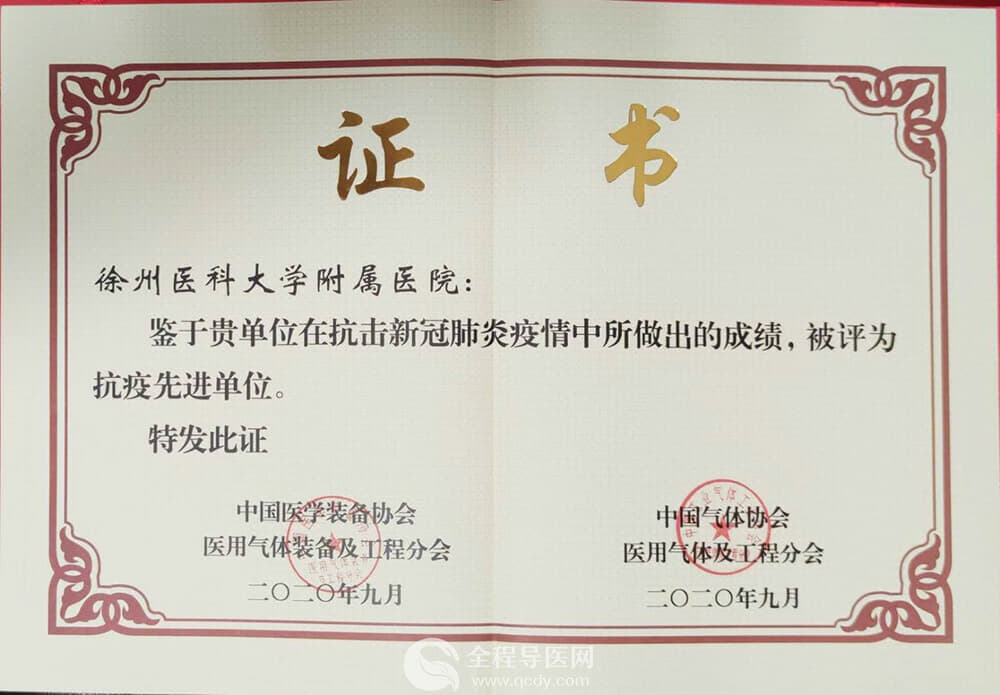 证书
徐州医科大学附属医院：
鉴于贵单位在抗击新冠肺炎疫情中所做出的成绩，被评为
抗疫先进单位。
特发此证
中国医学装备协会
医用气体装备及工程分会
二〇二〇年九月
中国气体协会
医用气体及工程分会
二〇二〇年九月
全程导医网
www.qcdy.com